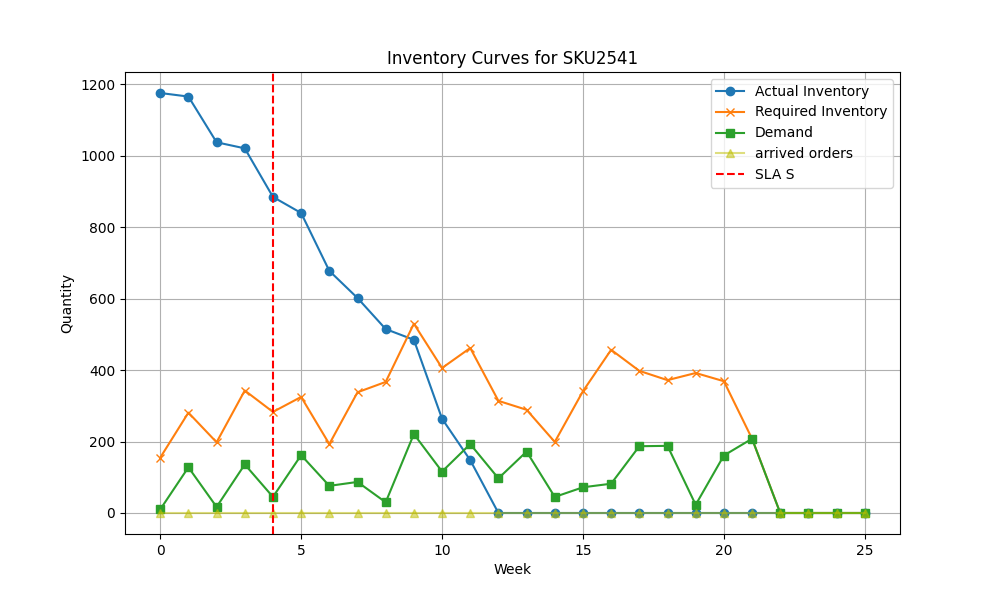 Inventory Curves for SKU2541
1200
1000
800
600
400
200
0
Quantity
Actual Inventory
Required Inventory
Demand
arrived orders
SLA S
0 5 10 15 20 25
Week